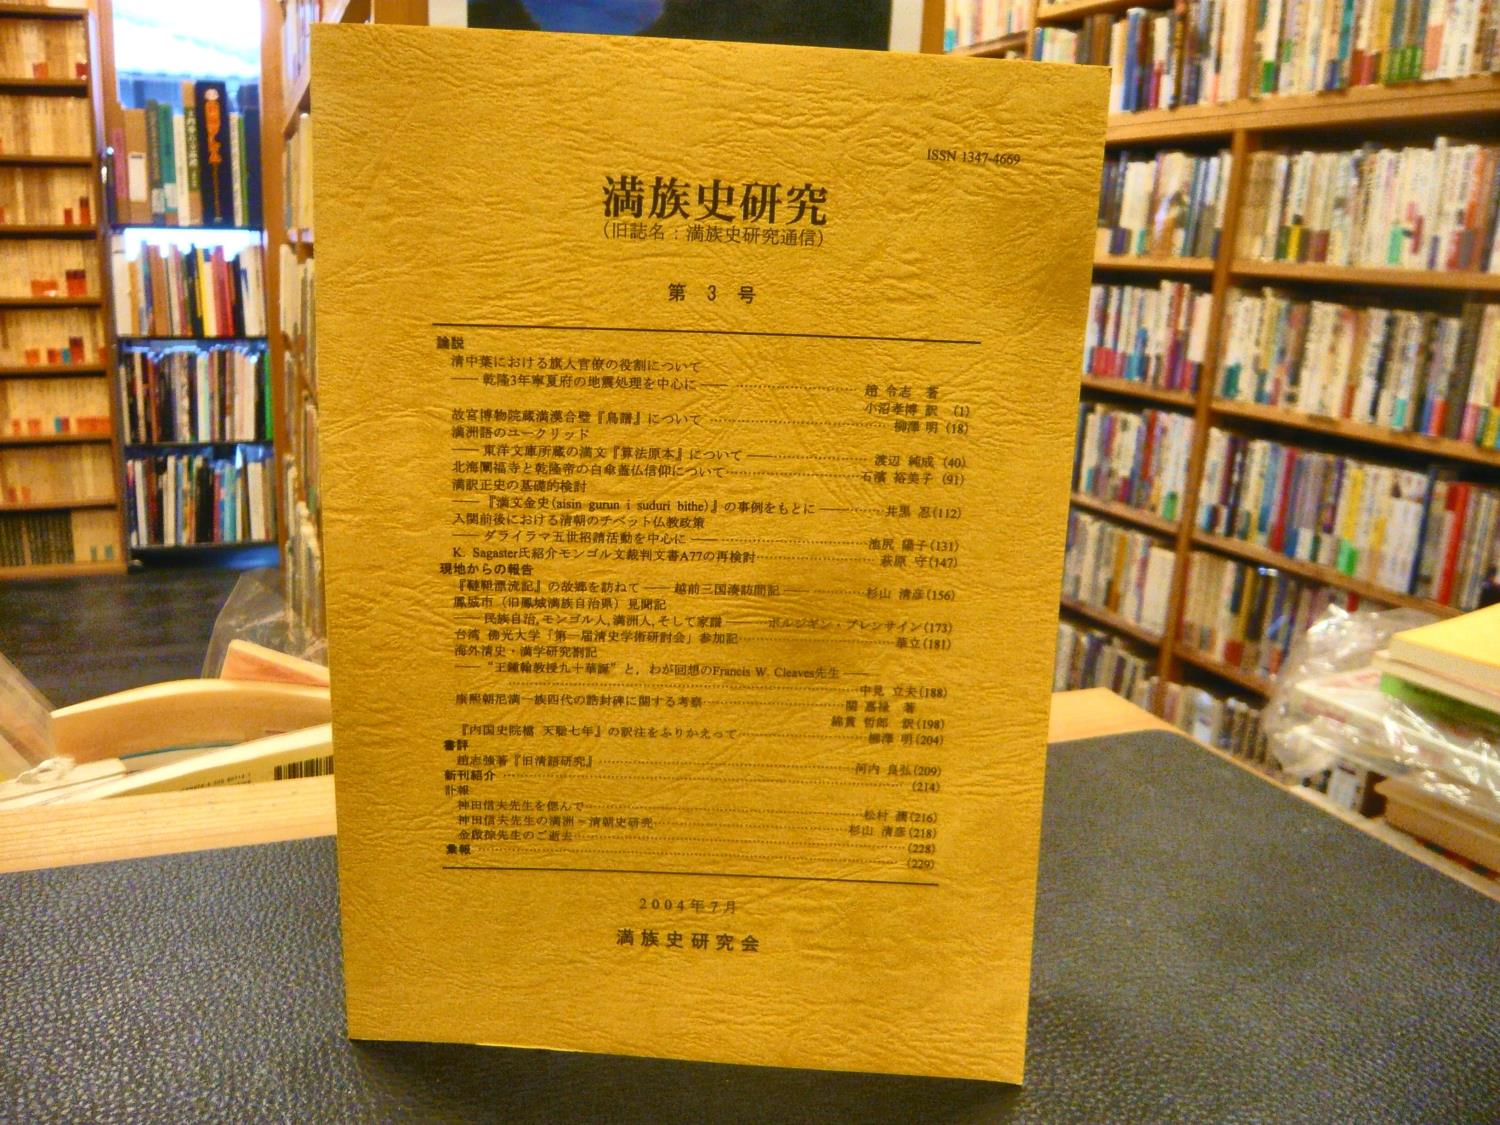 ISSN 1347-4669
満族史研究
（旧誌名：満族史研究通信）
第 3 号
論説
清中葉における旗人官僚の役割について
―― 乾隆3年寧夏府の地震処理を中心に ―― 趙 令志 著
小沼孝博 訳 (1)
故宮博物院蔵満漢合璧『鳥譜』について 柳澤 明 (18)
満洲語のユークリッド
―― 東洋文庫所蔵の満文『算法原本』について ―― 渡辺 純成 (40)
北海闡福寺と乾隆帝の白傘蓋仏信仰について 石濱 裕美子 (91)
満訳正史の基礎的検討
―― 『満文金史(aisin gurun i suduri bithe)』の事例をもとに ―― 井黒 忍 (112)
入関前後における清朝のチベット仏教政策
―― ダライラマ五世招請活動を中心に ―― 池尻 陽子 (131)
K. Sagaster氏紹介モンゴル文裁判文書A77の再検討 萩原 守 (147)
現地からの報告
『韃靼漂流記』の故郷を訪ねて ―― 越前三国湊訪問記 ―― 杉山 清彦 (156)
鳳城市（旧鳳城満族自治県）見聞記
―― 民族自治, モンゴル人, 満洲人, そして家譜 ―― ボルジギン・ブレンサイン (173)
台湾 佛光大学「第一届清史学術研討会」参加記 華立 (181)
海外清史・満学研究劄記
―― “王鍾翰教授九十華誕” と, わが回想のFrancis W. Cleaves先生 ――
中見 立夫 (188)
康熙朝尼満一族四代の誥封碑に関する考察 関 嘉禄 著
綿貫 哲郎 訳 (198)
『内国史院檔 天聡七年』の訳注をふりかえって 柳澤 明 (204)
書評
趙志強著『旧清語研究』 河内 良弘 (209)
新刊紹介 (214)
訃報
神田信夫先生を偲んで 松村 潤 (216)
神田信夫先生の満洲＝清朝史研究 杉山 清彦 (218)
金啟孮先生のご逝去 (228)
彙報 (229)
2004年7月
満族史研究会